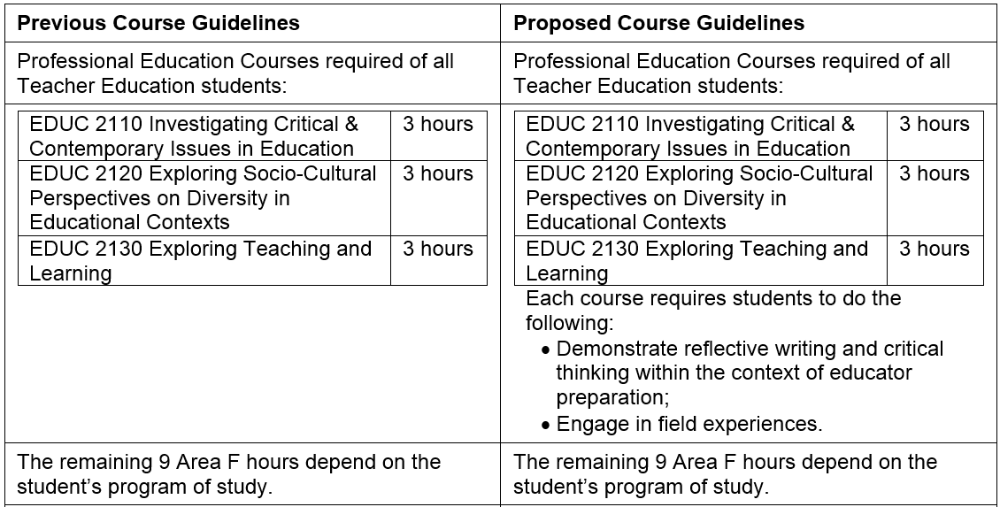 Previous Course Guidelines
Proposed Course Guidelines
Professional Education Courses required of all
Teacher Education students:
Professional Education Courses required of all
Teacher Education students:
EDUC 2110 Investigating Critical &
Contemporary Issues in Education
3 hours
EDUC 2120 Exploring Socio-Cultural
Perspectives on Diversity in
Educational Contexts
3 hours
EDUC 2130 Exploring Teaching and
Learning
3 hours
EDUC 2110 Investigating Critical &
Contemporary Issues in Education
3 hours
EDUC 2120 Exploring Socio-Cultural
Perspectives on Diversity in
Educational Contexts
3 hours
EDUC 2130 Exploring Teaching and
Learning
3 hours
Each course requires students to do the
following:
• Demonstrate reflective writing and critical
thinking within the context of educator
preparation;
• Engage in field experiences.
The remaining 9 Area F hours depend on the
student’s program of study.
The remaining 9 Area F hours depend on the
student’s program of study.